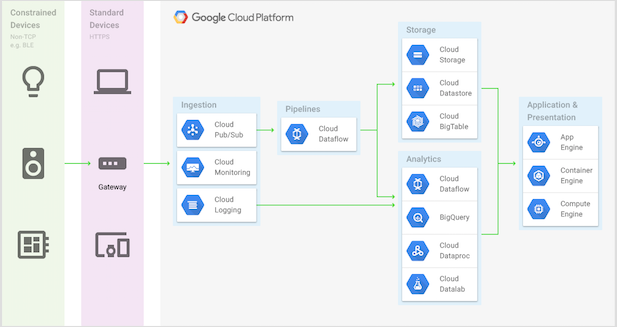 Constrained
Devices
Non-TCP
e.g. BLE
Standard
Devices
HTTPS
Gateway
Google Cloud Platform
Ingestion
Cloud
Pub/Sub
Cloud
Monitoring
Cloud
Logging
Pipelines
Cloud
Dataflow
Storage
Cloud
Storage
Cloud
Datastore
Cloud
BigTable
Analytics
Cloud
Dataflow
BigQuery
Cloud
Dataproc
Cloud
Datalab
Application &
Presentation
App
Engine
Container
Engine
Compute
Engine